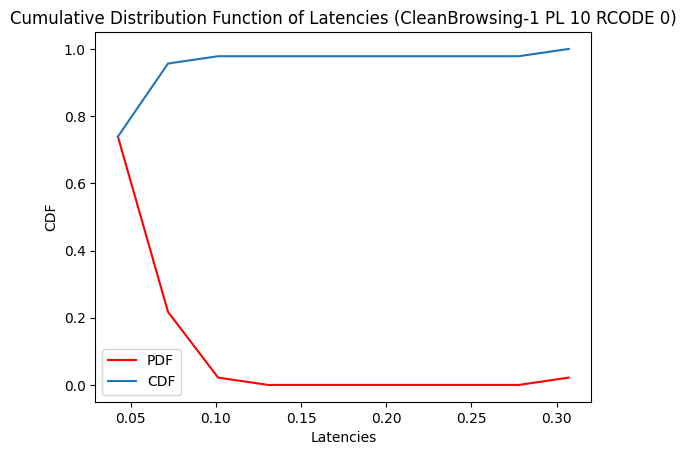 Cumulative Distribution Function of Latencies (CleanBrowsing-1 PL 10 RCODE 0)
1.0
0.8
0.6
0.4
0.2
0.0
CDF
PDF
CDF
0.05 0.10 0.15 0.20 0.25 0.30
Latencies